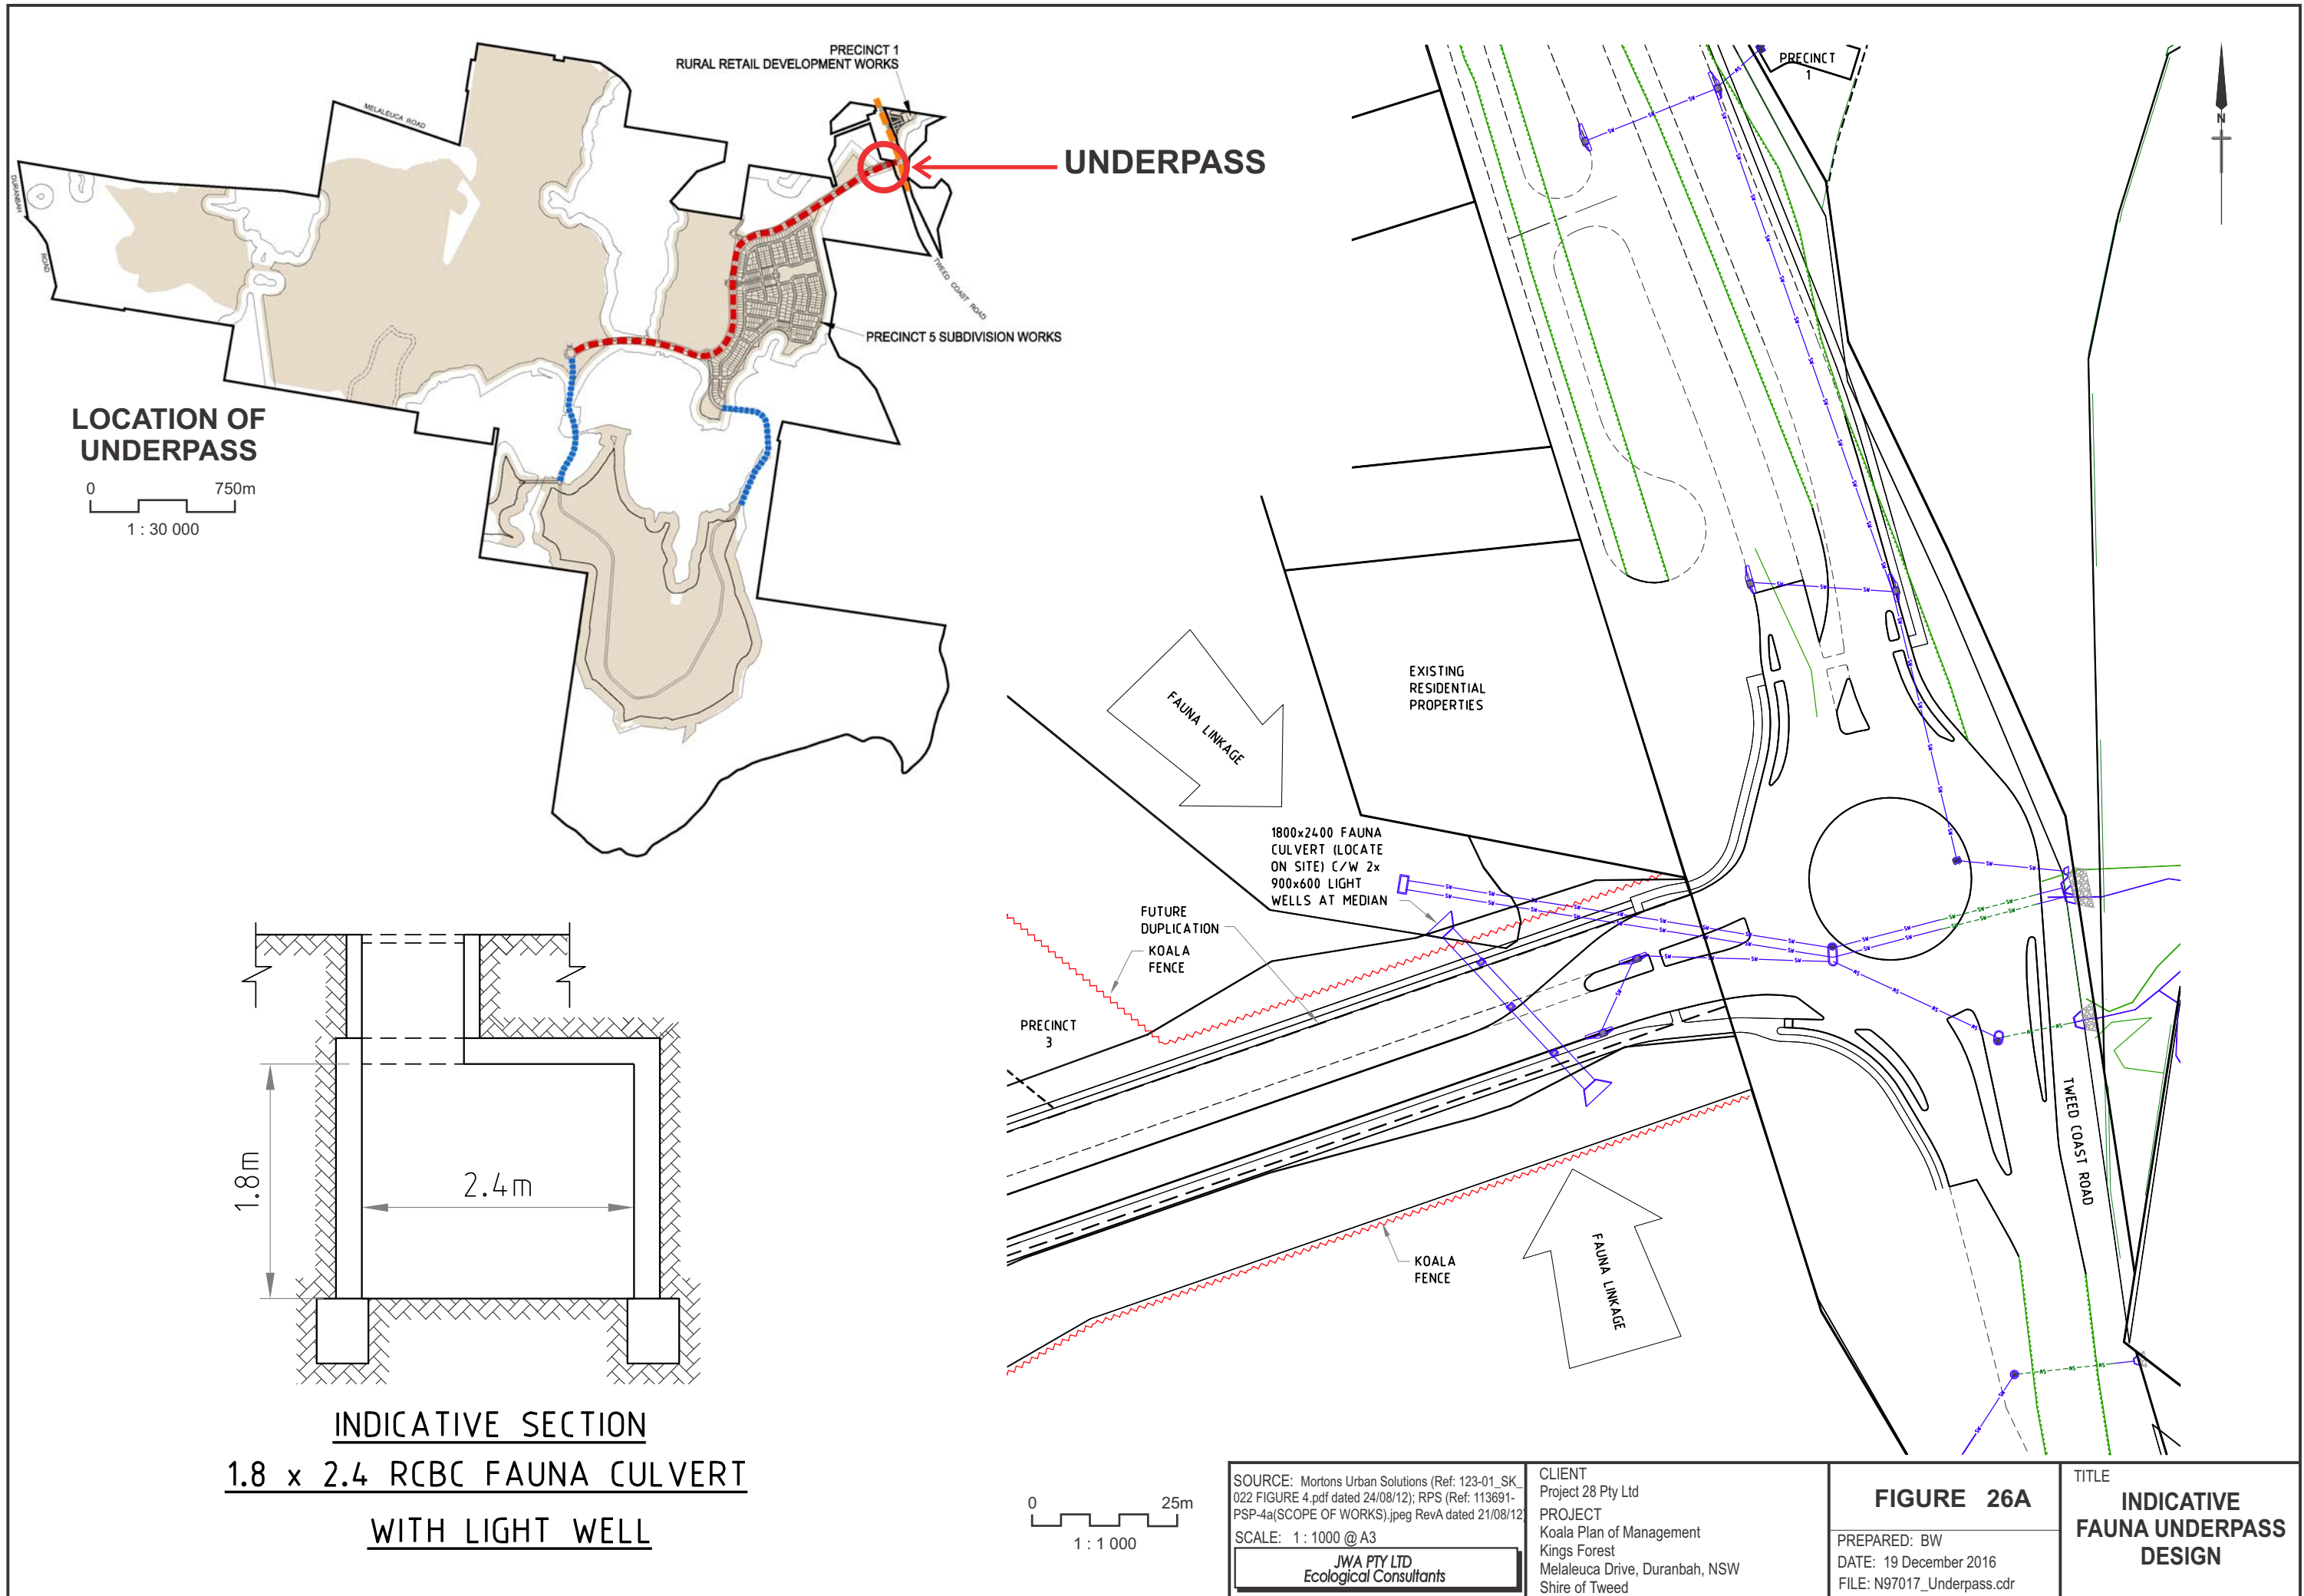 PRECINCT 1
RURAL RETAIL DEVELOPMENT WORKS
MELALEUCA ROAD
DURANBAH
ROAD
UNDERPASS
TWEED COAST ROAD
PRECINCT 5 SUBDIVISION WORKS
LOCATION OF
UNDERPASS
0 750m
1 : 30 000
PRECINCT
1
N
EXISTING
RESIDENTIAL
PROPERTIES
FAUNA LINKAGE
1800x2400 FAUNA
CULVERT (LOCATE
ON SITE) C/W 2x
900x600 LIGHT
WELLS AT MEDIAN
FUTURE
DUPLICATION
KOALA
FENCE
PRECINCT
3
TWEED COAST ROAD
KOALA
FENCE
FAUNA LINKAGE
1.8m
2.4m
INDICATIVE SECTION
1.8 x 2.4 RCBC FAUNA CULVERT
WITH LIGHT WELL
0 25m
1 : 1 000
SOURCE: Mortons Urban Solutions (Ref: 123-01_SK_
022 FIGURE 4.pdf dated 24/08/12); RPS (Ref: 113691-
PSP-4a(SCOPE OF WORKS).jpeg RevA dated 21/08/12
SCALE: 1 : 1000 @ A3
JWA PTY LTD
Ecological Consultants
CLIENT
Project 28 Pty Ltd
PROJECT
Koala Plan of Management
Kings Forest
Melaleuca Drive, Duranbah, NSW
Shire of Tweed
FIGURE 26A
PREPARED: BW
DATE: 19 December 2016
FILE: N97017_Underpass.cdr
TITLE
INDICATIVE
FAUNA UNDERPASS
DESIGN